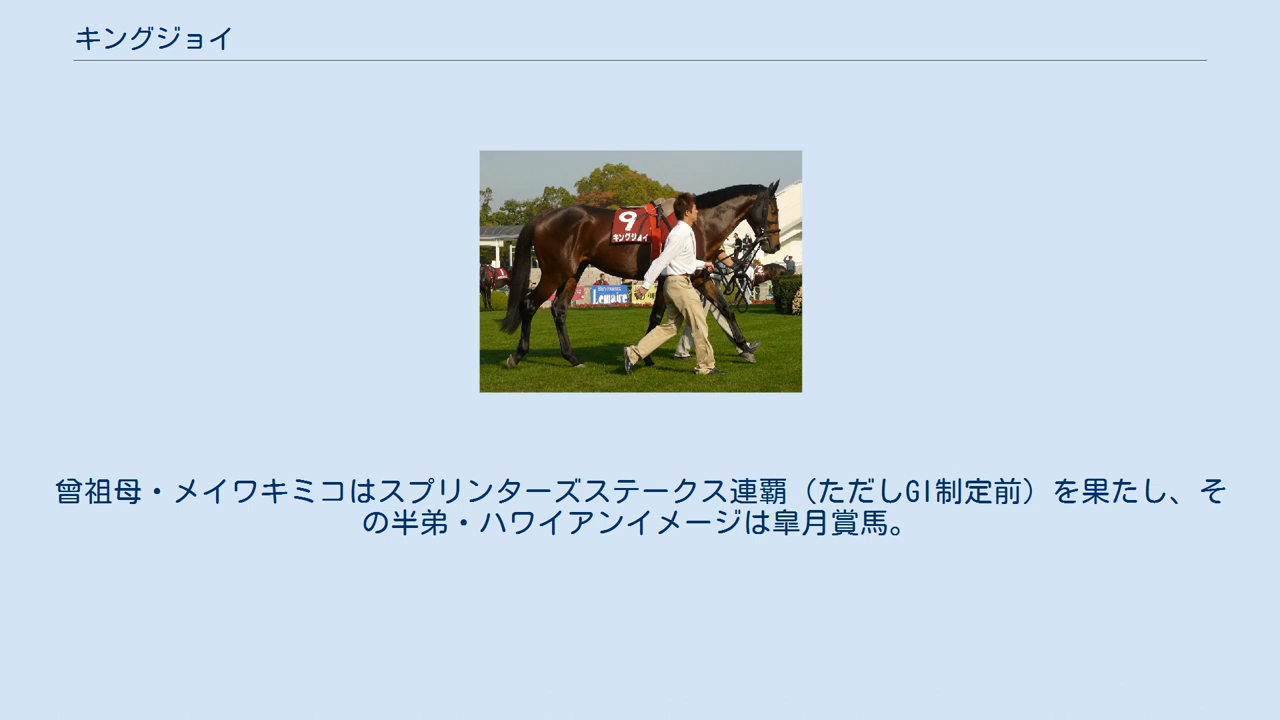 キングジョイ
9
キングジョイ
Lemaire
曾祖母・メイワキミコはスプリンターズステークス連覇（ただしGI制定前）を果たし、そ
の半弟・ハワイアンイメージは皐月賞馬。